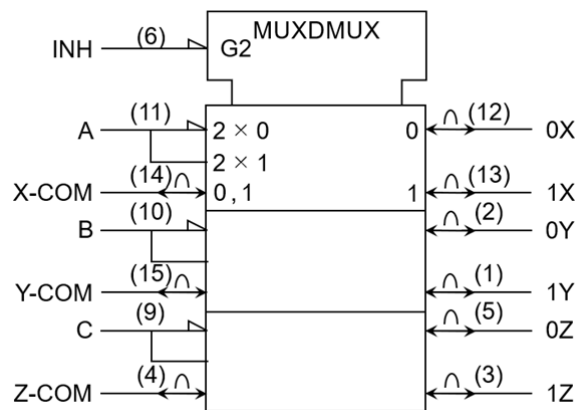 MUXDMUX
INH (6) G2
A (11) 2 × 0 0 (12) 0X
2 × 1
X-COM (14) ∩ 0,1 1 ∩ (13) 1X
B (10) ∩ (2) 0Y
Y-COM (15) ∩ ∩ (1) 1Y
C (9) ∩ (5) 0Z
Z-COM (4) ∩ ∩ (3) 1Z